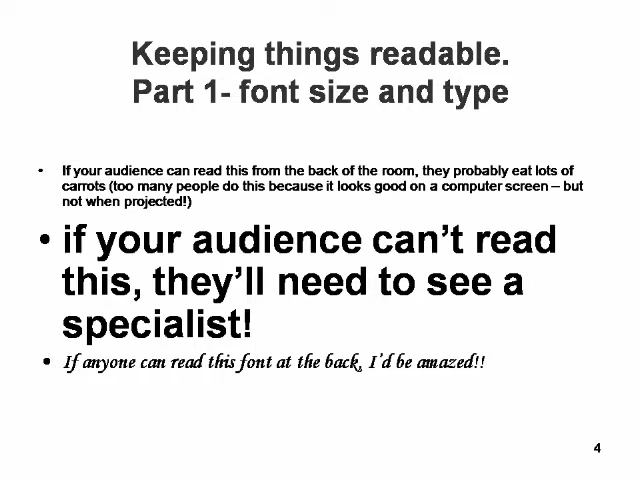 Keeping things readable.
Part 1- font size and type
• If your audience can read this from the back of the room, they probably eat lots of
carrots (too many people do this because it looks good on a computer screen – but
not when projected!)
• if your audience can’t read
this, they’ll need to see a
specialist!
• If anyone can read this font at the back, I’d be amazed!!
4